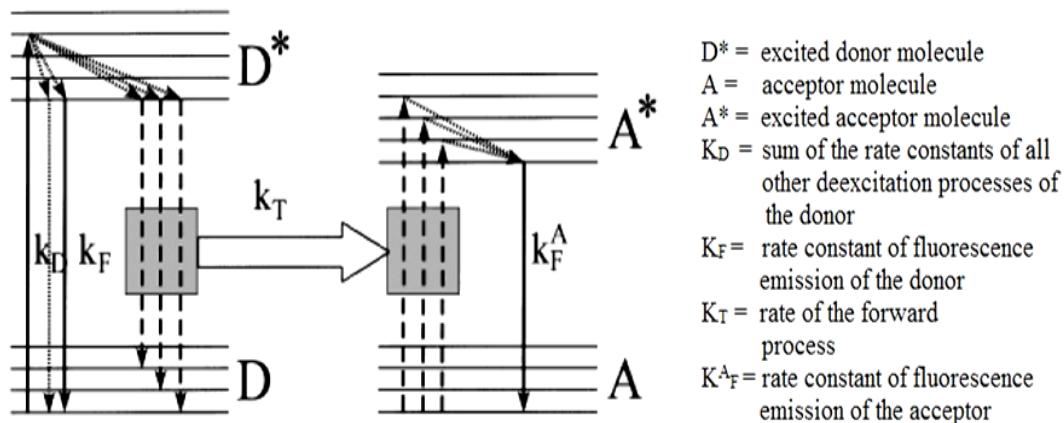 D*
A*
k_T
k_D k_F
k_F^A
D
A
D* = excited donor molecule
A = acceptor molecule
A* = excited acceptor molecule
K_D = sum of the rate constants of all
other deexcitation processes of
the donor
K_F = rate constant of fluorescence
emission of the donor
K_T = rate of the forward
process
K^A_F = rate constant of fluorescence
emission of the acceptor